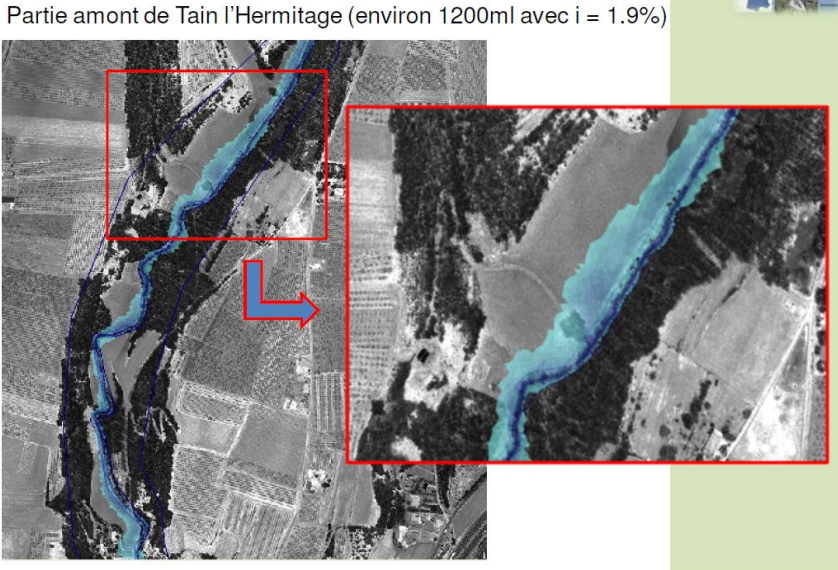 Partie amont de Tain l’Hermitage (environ 1200ml avec i = 1.9%)